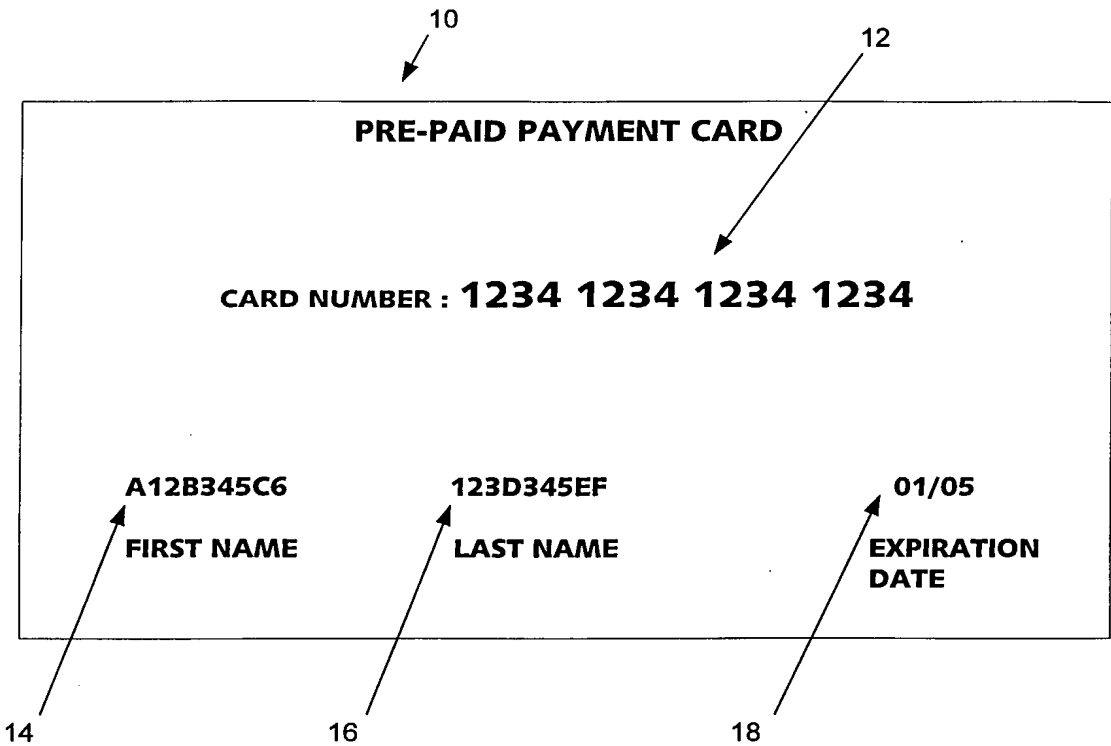 10
12
PRE-PAID PAYMENT CARD
CARD NUMBER : 1234 1234 1234 1234
A12B345C6 123D345EF 01/05
FIRST NAME LAST NAME EXPIRATION
DATE
14 16 18